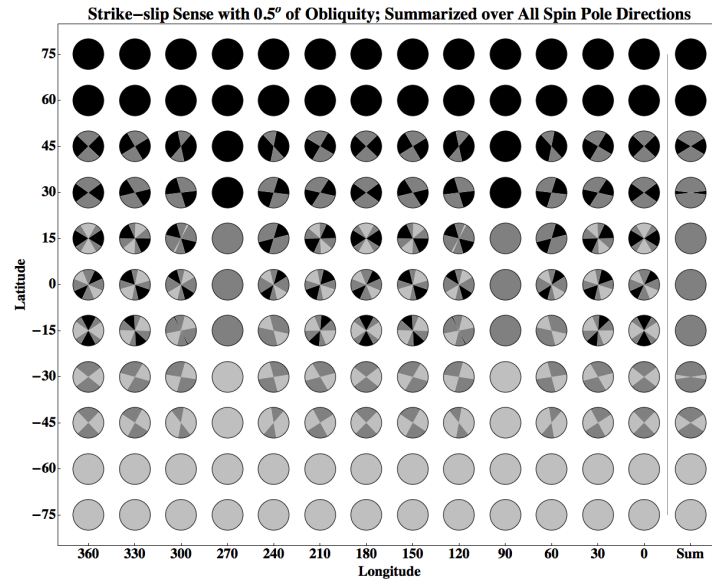 Strike−slip Sense with 0.5° of Obliquity; Summarized over All Spin Pole Directions
75
60
45
30
15
0
−15
−30
−45
−60
−75
Latitude
360 330 300 270 240 210 180 150 120 90 60 30 0 Sum
Longitude